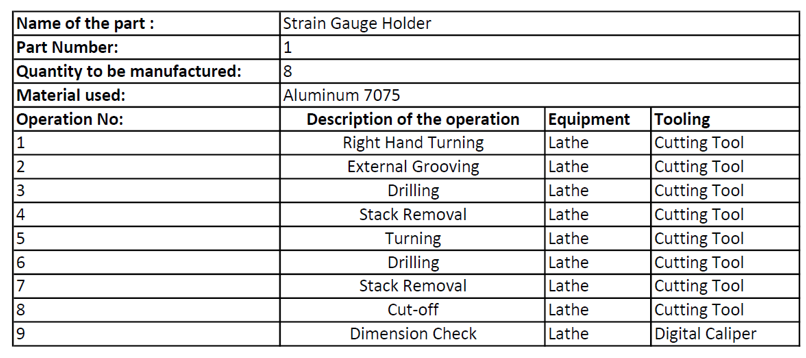 Name of the part : Strain Gauge Holder
Part Number: 1
Quantity to be manufactured: 8
Material used: Aluminum 7075
Operation No: Description of the operation Equipment Tooling
1 Right Hand Turning Lathe Cutting Tool
2 External Grooving Lathe Cutting Tool
3 Drilling Lathe Cutting Tool
4 Stack Removal Lathe Cutting Tool
5 Turning Lathe Cutting Tool
6 Drilling Lathe Cutting Tool
7 Stack Removal Lathe Cutting Tool
8 Cut-off Lathe Cutting Tool
9 Dimension Check Lathe Digital Caliper